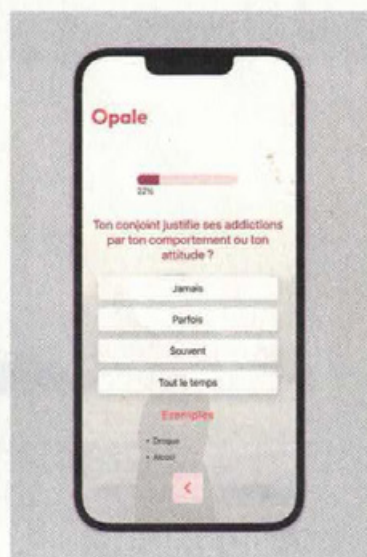 Opale
22%
Ton conjoint justifie ses addictions
par ton comportement ou ton
attitude ?
Jamais
Parfois
Souvent
Tout le temps
Exemples
• Drogue
• Alcool